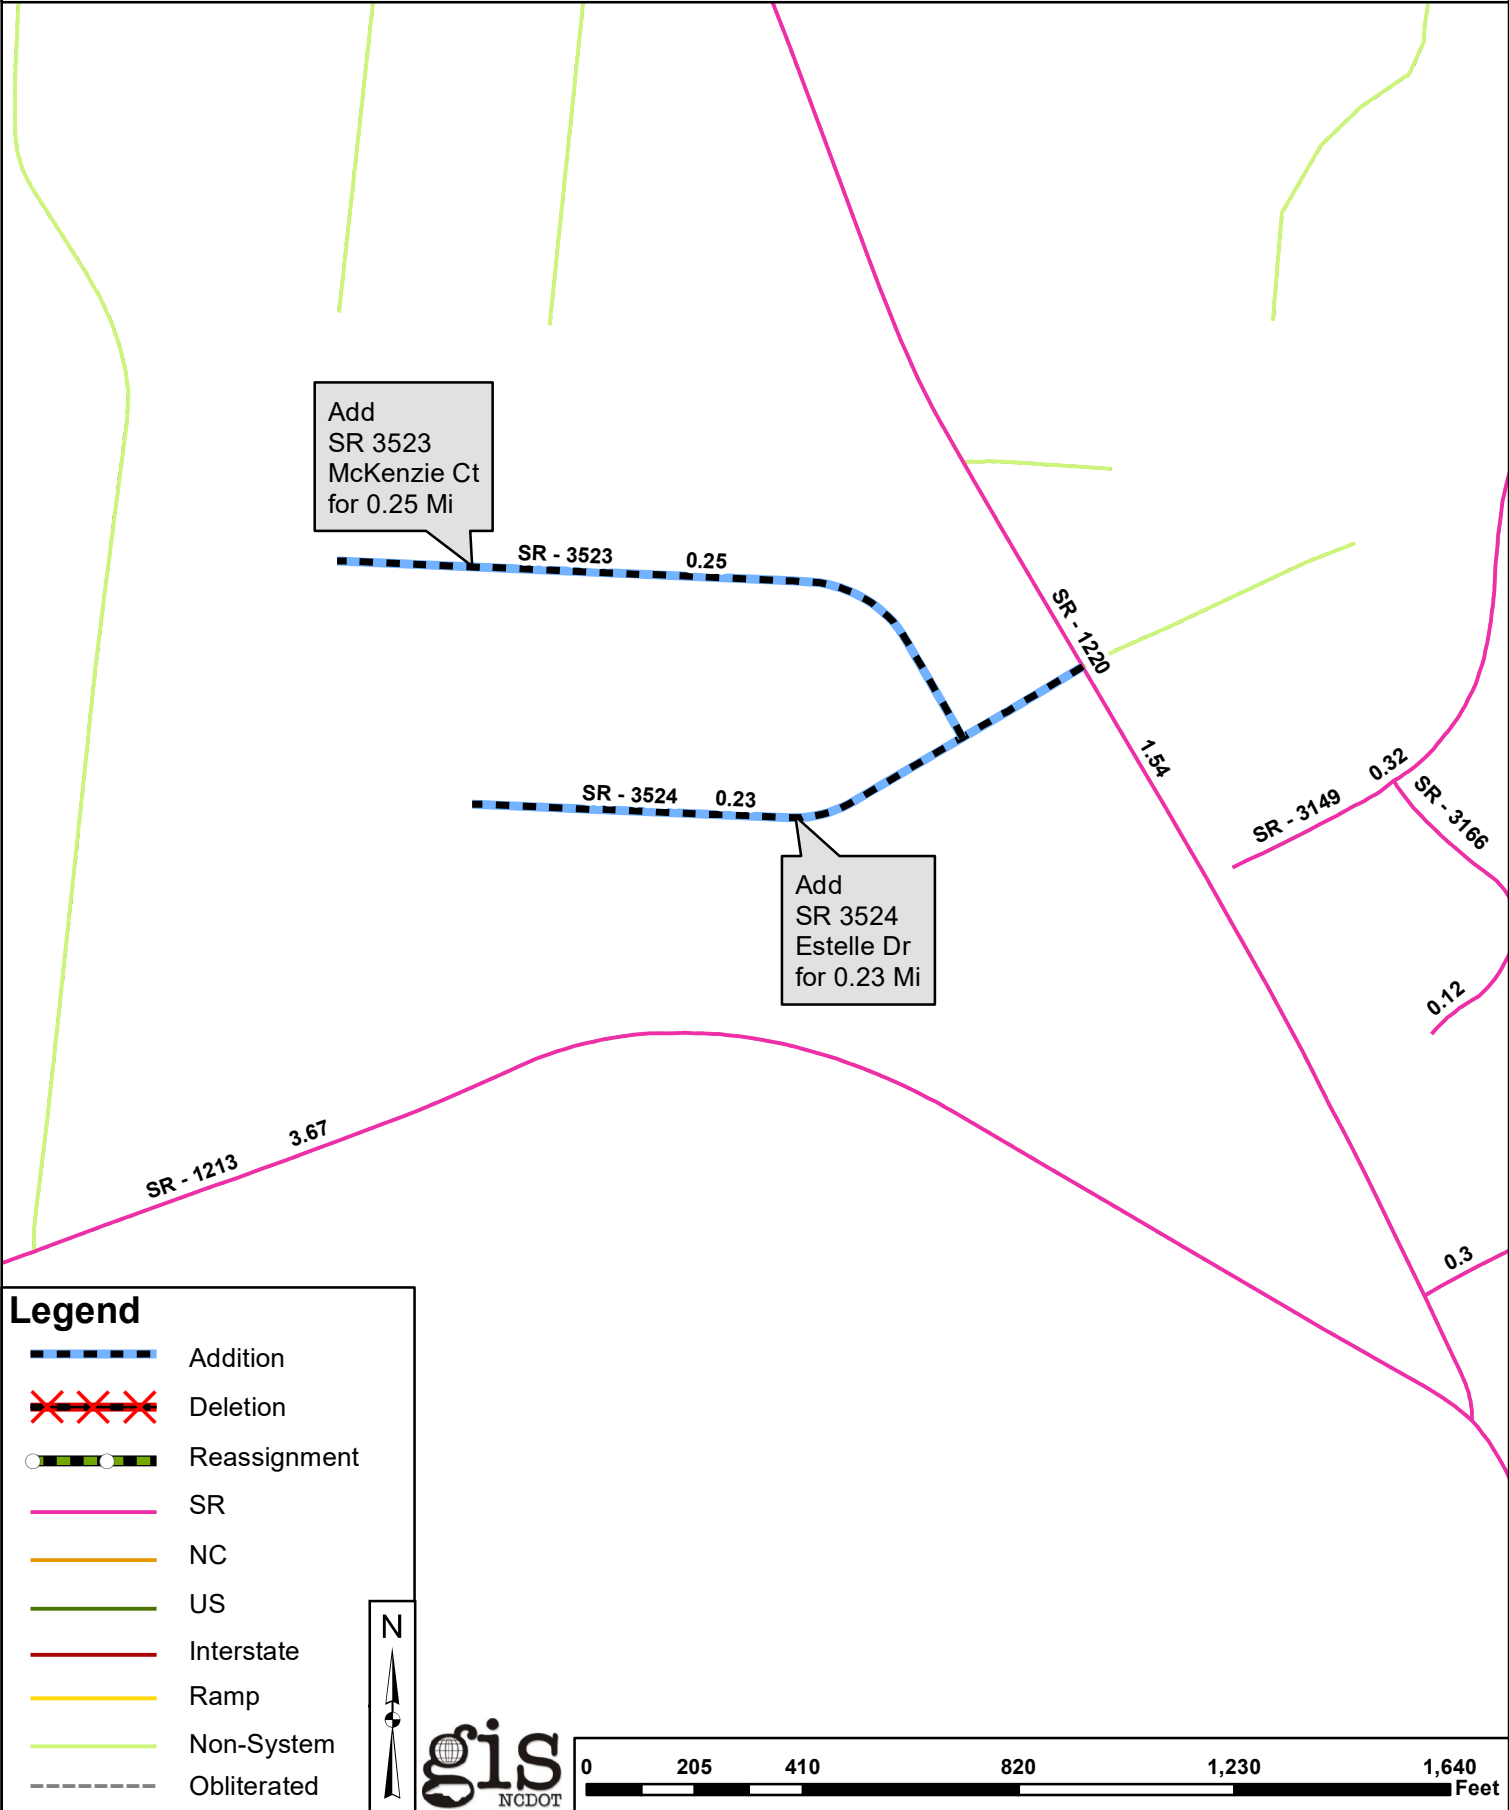 Add
SR 3523
McKenzie Ct
for 0.25 Mi
SR - 3523
0.25
SR - 1220
1.54
SR - 3524
0.23
0.32
SR - 3149
SR - 3166
Add
SR 3524
Estelle Dr
for 0.23 Mi
0.12
3.67
SR - 1213
0.3
Legend
Addition
Deletion
Reassignment
SR
NC
US
Interstate
Ramp
Non-System
Obliterated
N
gis
NCDOT
0 205 410 820 1,230 1,640
Feet